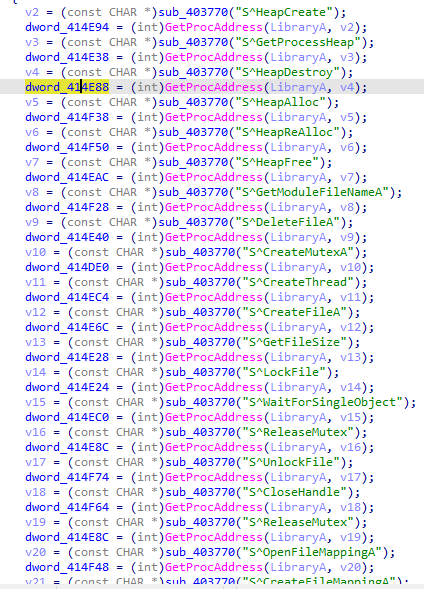 {
v2 = (const CHAR *)sub_403770("S^HeapCreate");
dword_414E94 = (int)GetProcAddress(LibraryA, v2);
v3 = (const CHAR *)sub_403770("S^GetProcessHeap");
dword_414E38 = (int)GetProcAddress(LibraryA, v3);
v4 = (const CHAR *)sub_403770("S^HeapDestroy");
dword_414E88 = (int)GetProcAddress(LibraryA, v4);
v5 = (const CHAR *)sub_403770("S^HeapAlloc");
dword_414F38 = (int)GetProcAddress(LibraryA, v5);
v6 = (const CHAR *)sub_403770("S^HeapReAlloc");
dword_414F50 = (int)GetProcAddress(LibraryA, v6);
v7 = (const CHAR *)sub_403770("S^HeapFree");
dword_414EAC = (int)GetProcAddress(LibraryA, v7);
v8 = (const CHAR *)sub_403770("S^GetModuleFileNameA");
dword_414F28 = (int)GetProcAddress(LibraryA, v8);
v9 = (const CHAR *)sub_403770("S^DeleteFileA");
dword_414E40 = (int)GetProcAddress(LibraryA, v9);
v10 = (const CHAR *)sub_403770("S^CreateMutexA");
dword_414DE0 = (int)GetProcAddress(LibraryA, v10);
v11 = (const CHAR *)sub_403770("S^CreateThread");
dword_414EC4 = (int)GetProcAddress(LibraryA, v11);
v12 = (const CHAR *)sub_403770("S^CreateFileA");
dword_414E6C = (int)GetProcAddress(LibraryA, v12);
v13 = (const CHAR *)sub_403770("S^GetFileSize");
dword_414E28 = (int)GetProcAddress(LibraryA, v13);
v14 = (const CHAR *)sub_403770("S^LockFile");
dword_414E24 = (int)GetProcAddress(LibraryA, v14);
v15 = (const CHAR *)sub_403770("S^WaitForSingleObject");
dword_414EC0 = (int)GetProcAddress(LibraryA, v15);
v16 = (const CHAR *)sub_403770("S^ReleaseMutex");
dword_414E8C = (int)GetProcAddress(LibraryA, v16);
v17 = (const CHAR *)sub_403770("S^UnlockFile");
dword_414F74 = (int)GetProcAddress(LibraryA, v17);
v18 = (const CHAR *)sub_403770("S^CloseHandle");
dword_414F64 = (int)GetProcAddress(LibraryA, v18);
v19 = (const CHAR *)sub_403770("S^ReleaseMutex");
dword_414E8C = (int)GetProcAddress(LibraryA, v19);
v20 = (const CHAR *)sub_403770("S^OpenFileMappingA");
dword_414F48 = (int)GetProcAddress(LibraryA, v20);
v21 = (const CHAR *)sub_403770("S^CreateFileMappingA");